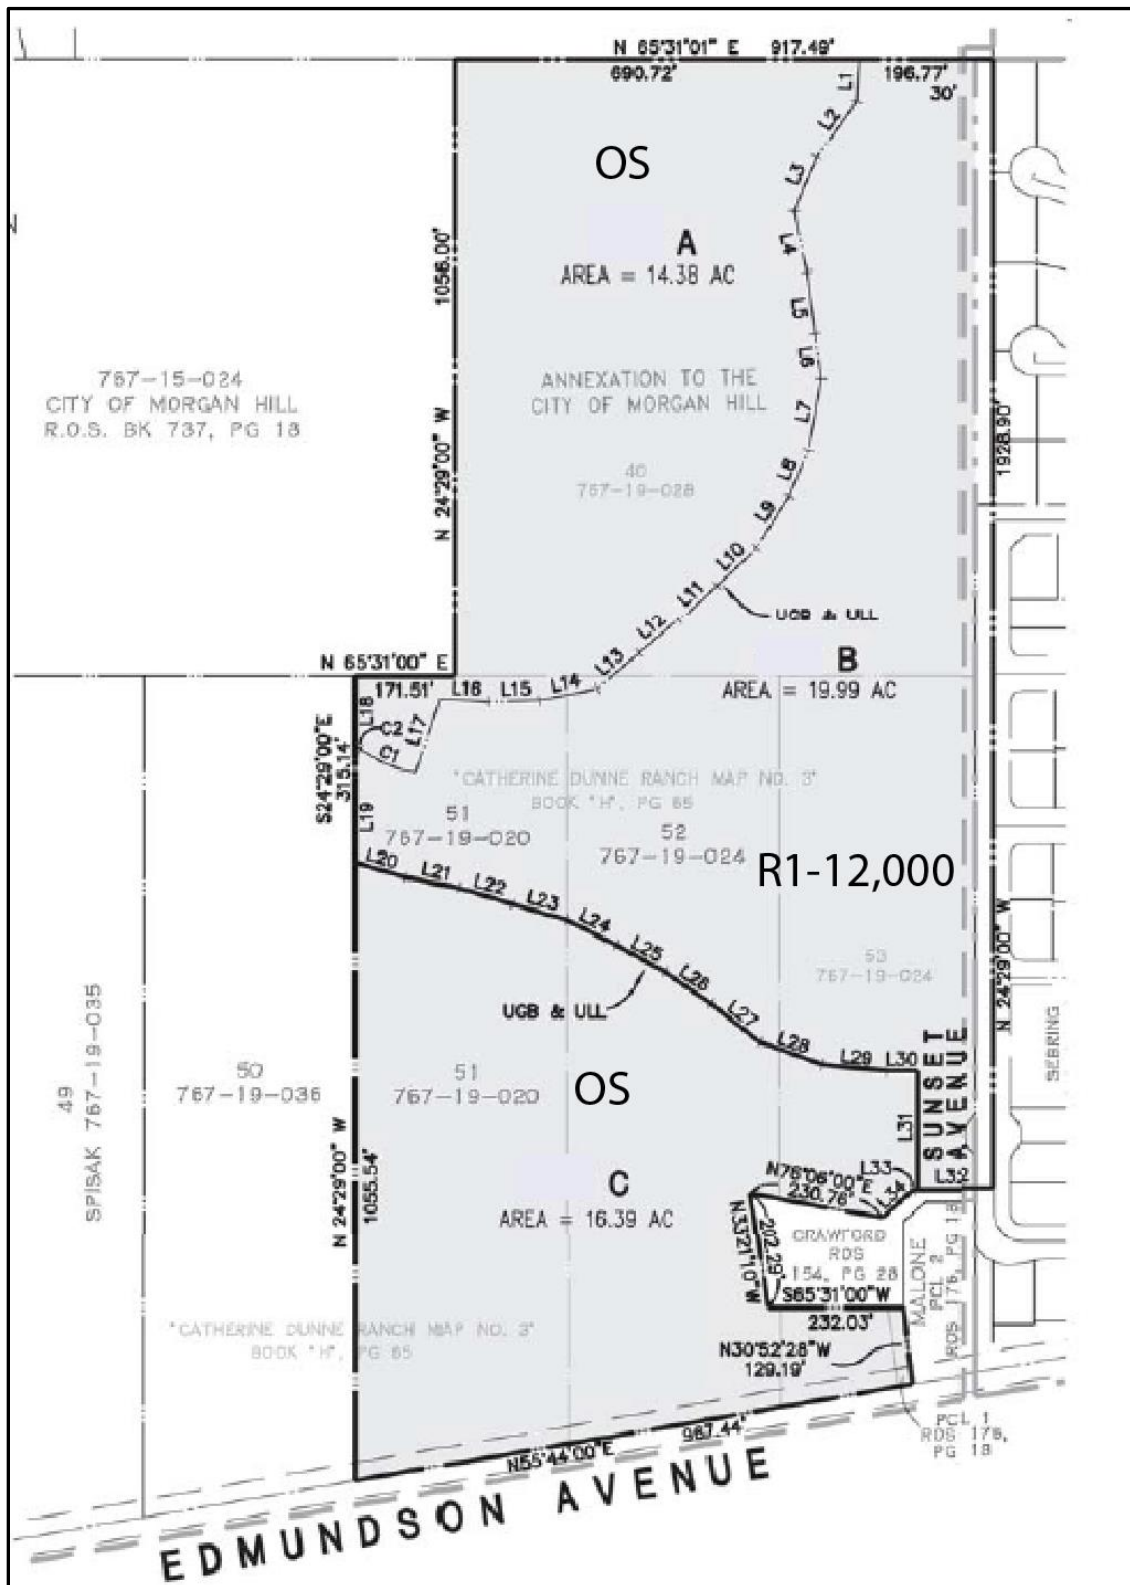 N 65°31'01" E 917.49'
690.72'
196.77'
30'
L1
L2
L3
L4
L5
L6
L7
L8
L9
L10
L11
L12
L13
L14
L15
L16
OS
A
AREA = 14.38 AC
1056.00'
N 24°29'00" W
767-15-024
CITY OF MORGAN HILL
R.O.S. BK 737, PG 18
ANNEXATION TO THE
CITY OF MORGAN HILL
40
767-19-028
1928.90'
UGB & ULL
B
AREA = 19.99 AC
N 65°31'00" E
171.51'
L18
C2
C1
L17
S24°29'00"E
315.14'
L19
"CATHERINE DUNNE RANCH MAP NO. 3"
BOOK "H", PG 65
51
767-19-020
52
767-19-024
R1-12,000
L20
L21
L22
L23
L24
L25
L26
L27
L28
L29
L30
L31
L32
L33
L34
53
767-19-024
N 24°29'00" W
UGB & ULL
SUNSET
AVENUE
SEBRING
49
SPISAK 767-19-035
50
767-19-036
51
767-19-020
OS
C
AREA = 16.39 AC
N 24°29'00" W
1055.54'
N76°06'00"E
230.76'
N33°21'10"W
202.29'
CRAWFORD
ROS
154, PG 28
S65°31'00"W
232.03'
N30°52'28"W
129.19'
MALONE
PCL 2
ROS 176, PG 18
"CATHERINE DUNNE RANCH MAP NO. 3"
BOOK "H", PG 65
PCL 1
ROS 176,
PG 18
N55°44'00"E
987.44'
EDMUNDSON AVENUE